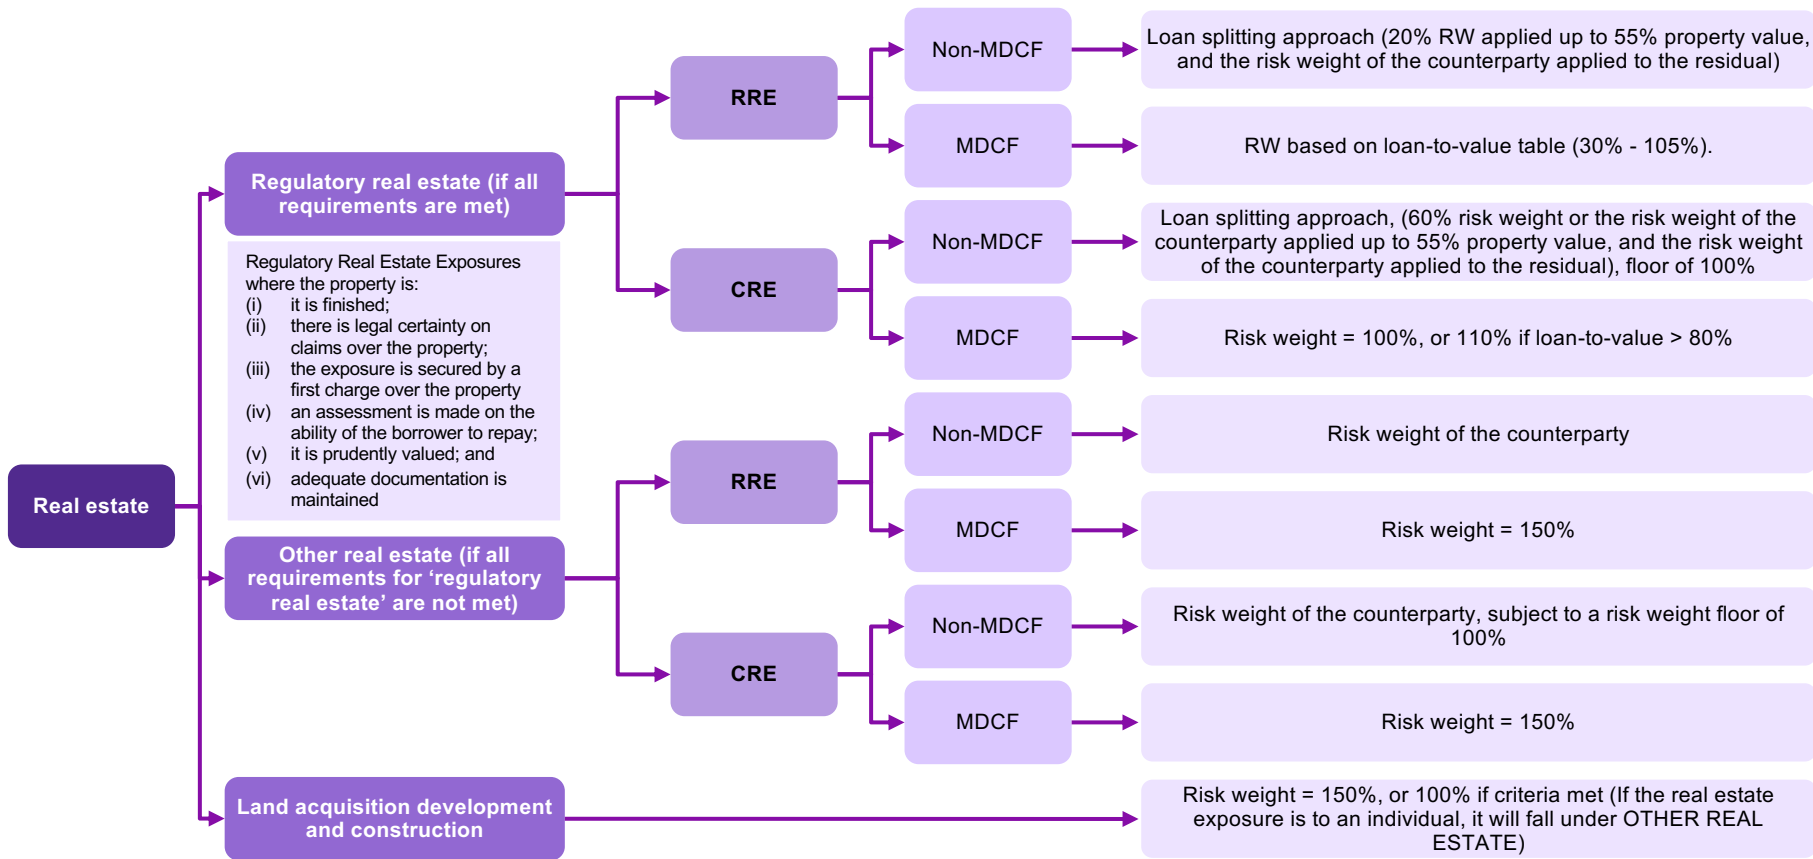 Real estate
Regulatory real estate (if all
requirements are met)
Regulatory Real Estate Exposures
where the property is:
(i) it is finished;
(ii) there is legal certainty on
claims over the property;
(iii) the exposure is secured by a
first charge over the property
(iv) an assessment is made on the
ability of the borrower to repay;
(v) it is prudently valued; and
(vi) adequate documentation is
maintained
RRE
Non-MDCF
Loan splitting approach (20% RW applied up to 55% property value,
and the risk weight of the counterparty applied to the residual)
MDCF
RW based on loan-to-value table (30% - 105%).
CRE
Non-MDCF
Loan splitting approach, (60% risk weight or the risk weight of the
counterparty applied up to 55% property value, and the risk weight
of the counterparty applied to the residual), floor of 100%
MDCF
Risk weight = 100%, or 110% if loan-to-value > 80%
Other real estate (if all
requirements for ‘regulatory
real estate’ are not met)
RRE
Non-MDCF
Risk weight of the counterparty
MDCF
Risk weight = 150%
CRE
Non-MDCF
Risk weight of the counterparty, subject to a risk weight floor of
100%
MDCF
Risk weight = 150%
Land acquisition development
and construction
Risk weight = 150%, or 100% if criteria met (If the real estate
exposure is to an individual, it will fall under OTHER REAL
ESTATE)